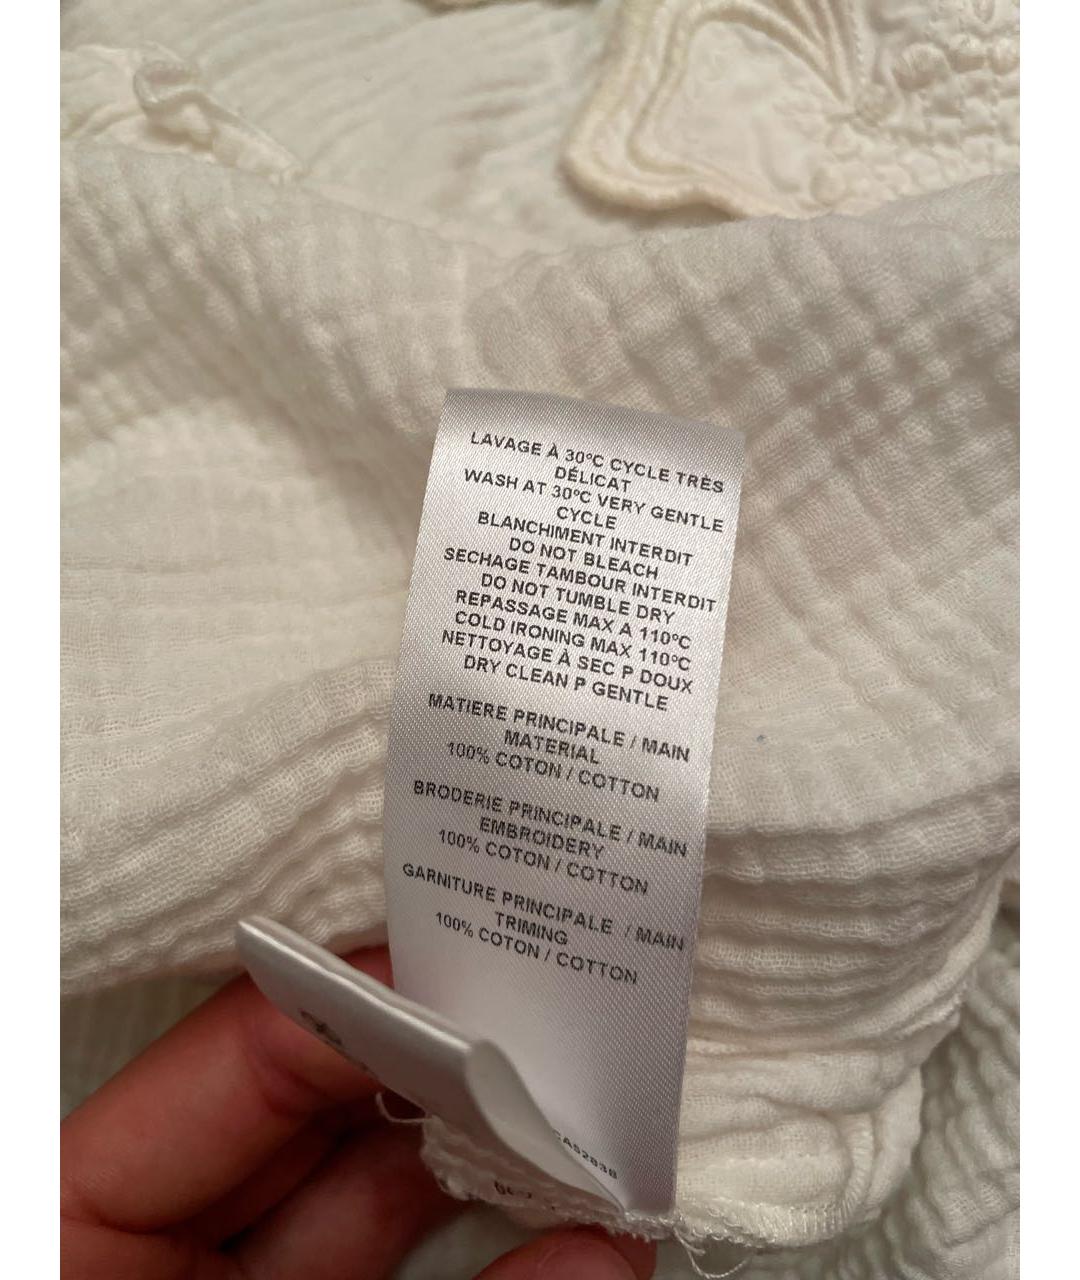 LAVAGE À 30°C CYCLE TRÈS
DÉLICAT
WASH AT 30°C VERY GENTLE
CYCLE
BLANCHIMENT INTERDIT
DO NOT BLEACH
SECHAGE TAMBOUR INTERDIT
DO NOT TUMBLE DRY
REPASSAGE MAX A 110°C
COLD IRONING MAX 110°C
NETTOYAGE À SEC P DOUX
DRY CLEAN P GENTLE
MATIERE PRINCIPALE / MAIN
MATERIAL
100% COTON / COTTON
BRODERIE PRINCIPALE / MAIN
EMBROIDERY
100% COTON / COTTON
GARNITURE PRINCIPALE / MAIN
TRIMING
100% COTON / COTTON